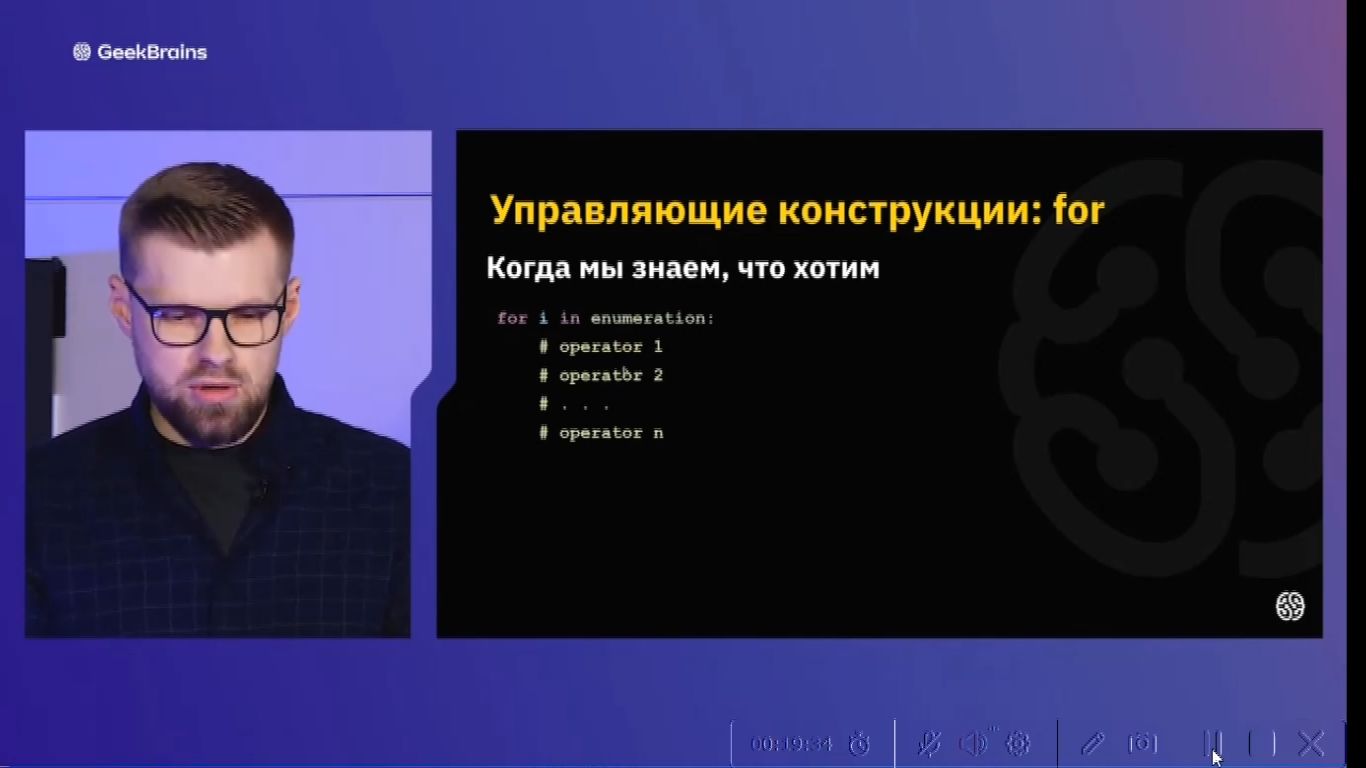 GeekBrains
Управляющие конструкции: for
Когда мы знаем, что хотим
for i in enumeration:
# operator 1
# operator 2
# . . .
# operator n
00:19:34